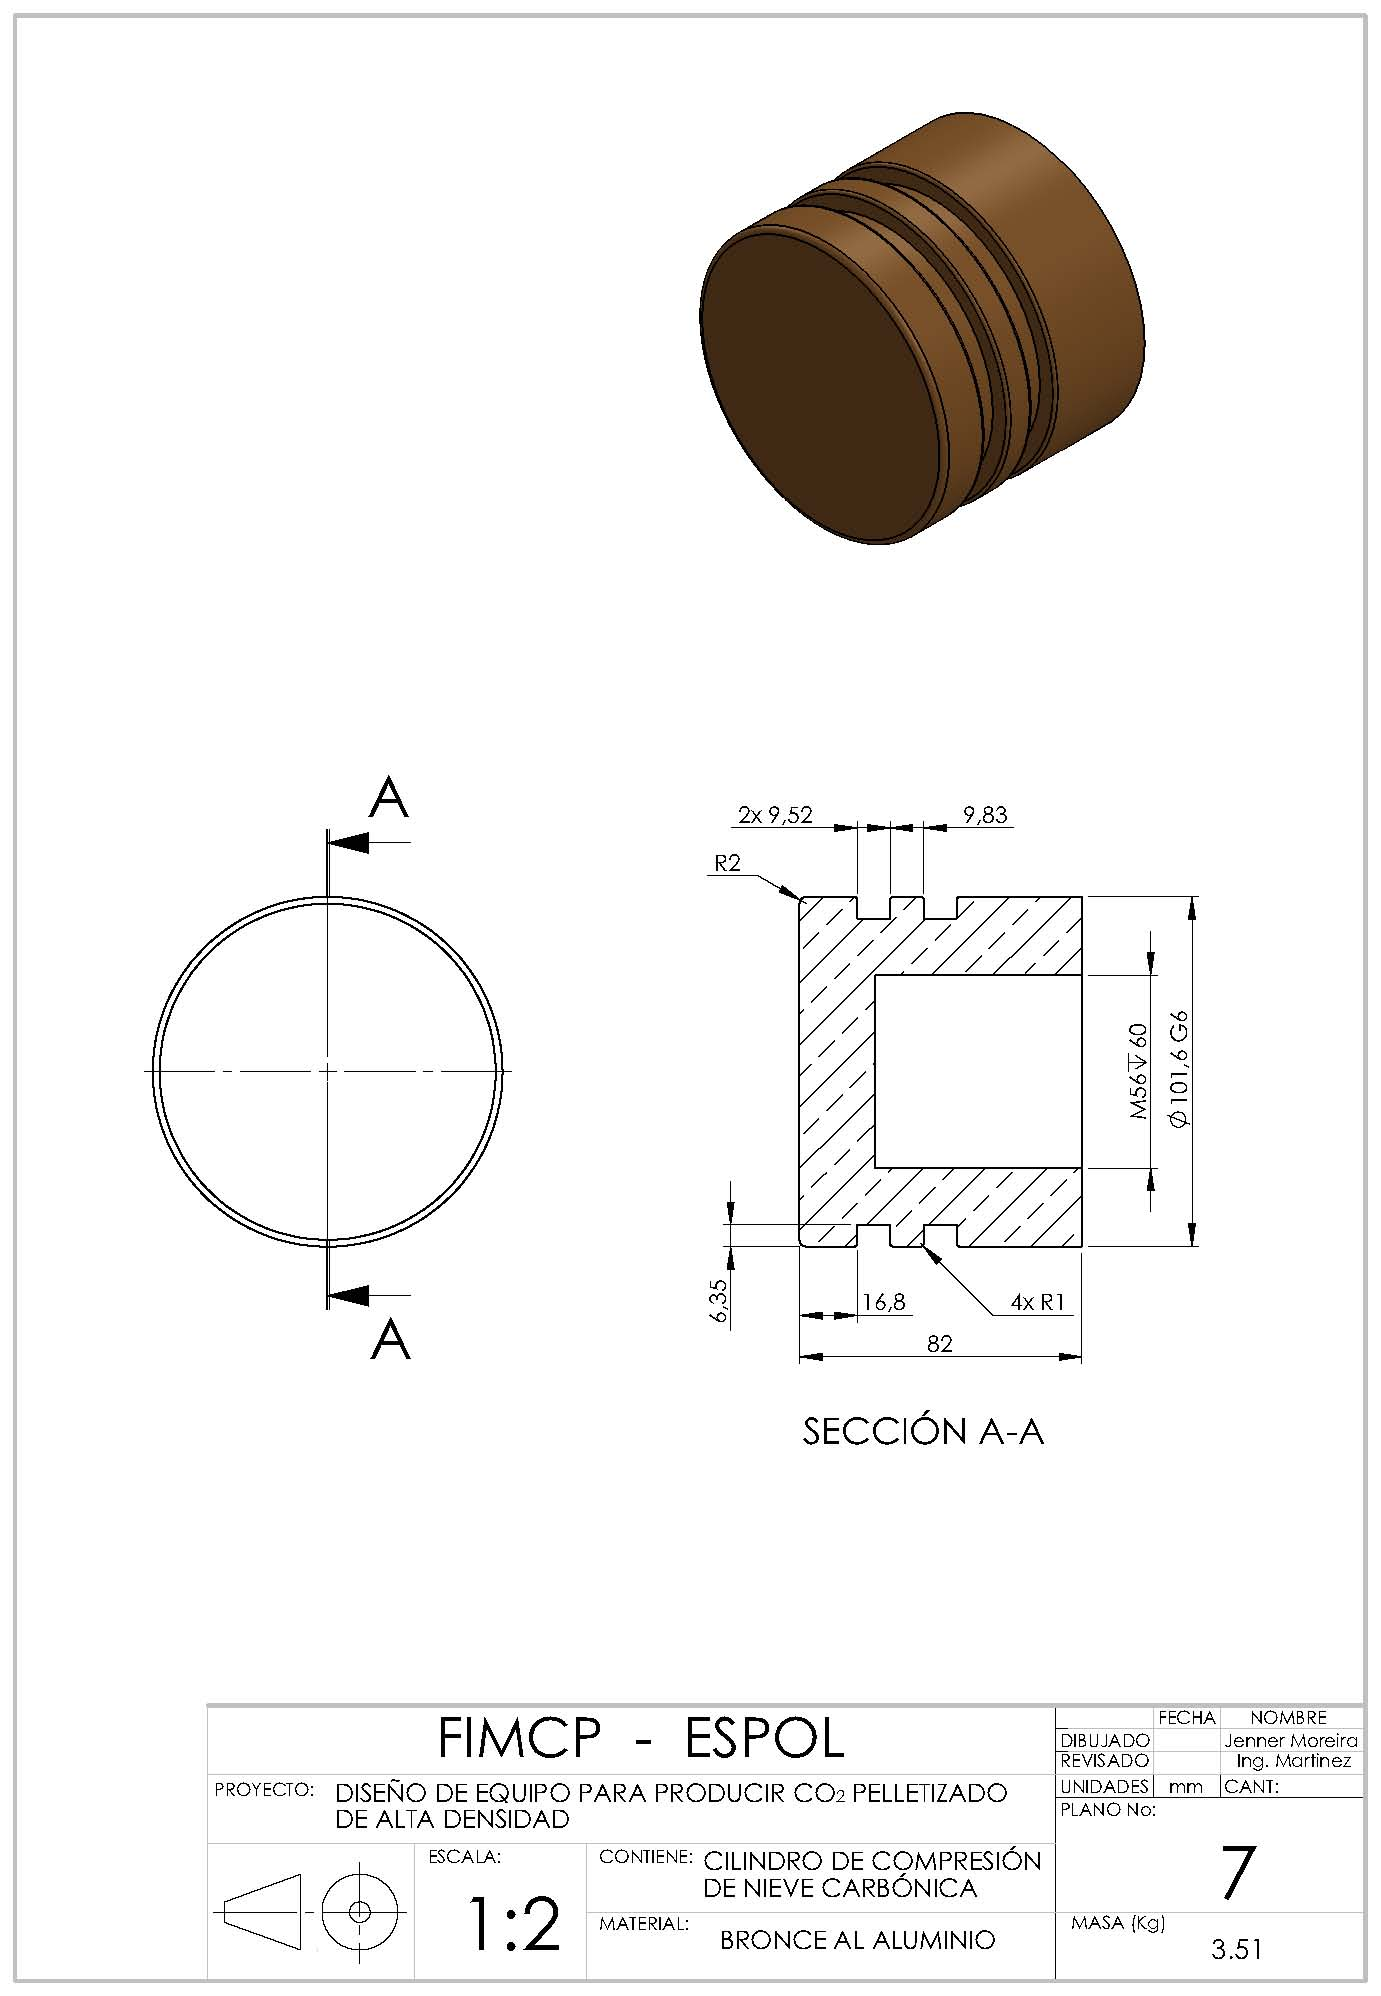 A
A
2x 9,52
9,83
R2
M56↧60
Ø101,6 G6
6,35
16,8
4x R1
82
SECCIÓN A-A
FIMCP - ESPOL
PROYECTO: DISEÑO DE EQUIPO PARA PRODUCIR CO2 PELLETIZADO
DE ALTA DENSIDAD
ESCALA:
1:2
CONTIENE: CILINDRO DE COMPRESIÓN
DE NIEVE CARBÓNICA
MATERIAL: BRONCE AL ALUMINIO
FECHA NOMBRE
DIBUJADO Jenner Moreira
REVISADO Ing. Martinez
UNIDADES mm CANT:
PLANO No:
7
MASA (Kg)
3.51